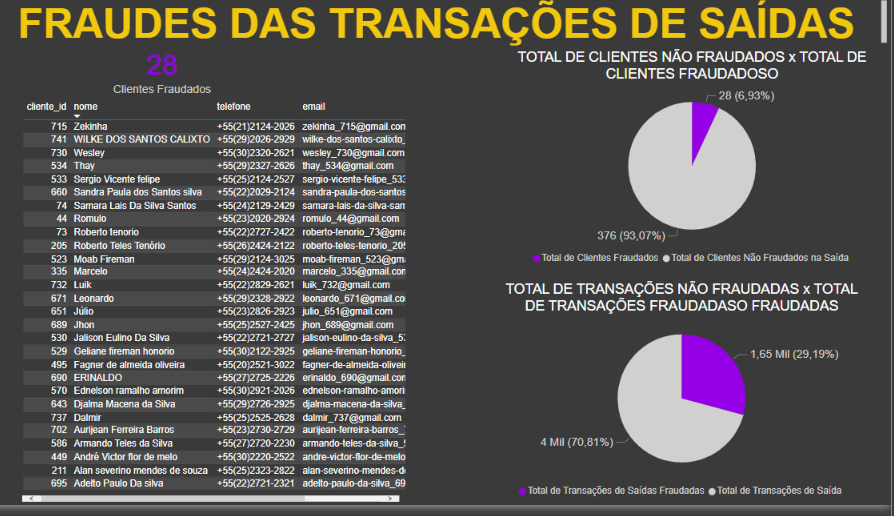 FRAUDES DAS TRANSAÇÕES DE SAÍDAS
28
Clientes Fraudados
cliente_id nome telefone email
715 Zekinha +55(21)2124-2026 zekinha_715@gmail.con
741 WILKE DOS SANTOS CALIXTO +55(29)2026-2929 wilke-dos-santos-calixto_
730 Wesley +55(30)2320-2621 wesley_730@gmail.com
534 Thay +55(29)2327-2626 thay_534@gmail.com
533 Sergio Vicente felipe +55(25)2124-2527 sergio-vicente-felipe_533
660 Sandra Paula dos Santos silva +55(22)2029-2124 sandra-paula-dos-santos
74 Samara Lais Da Silva Santos +55(24)2129-2429 samara-lais-da-silva-san
44 Romulo +55(23)2020-2924 romulo_44@gmail.com
73 Roberto tenorio +55(22)2727-2422 roberto-tenorio_73@gma
205 Roberto Teles Tenório +55(26)2424-2122 roberto-teles-tenorio_205
523 Moab Fireman +55(29)2124-3025 moab-fireman_523@gm
335 Marcelo +55(24)2424-2020 marcelo_335@gmail.com
732 Luik +55(22)2829-2621 luik_732@gmail.com
671 Leonardo +55(29)2328-2922 leonardo_671@gmail.co
651 Júlio +55(23)2826-2923 julio_651@gmail.com
689 Jhon +55(25)2527-2425 jhon_689@gmail.com
530 Jalison Eulino Da Silva +55(22)2721-2727 jalison-eulino-da-silva_53
529 Geliane fireman honorio +55(30)2122-2925 geliane-fireman-honorio_
495 Fagner de almeida oliveira +55(20)2521-3022 fagner-de-almeida-oliveir
690 ERINALDO +55(27)2725-2226 erinaldo_690@gmail.com
570 Ednelson ramalho amorim +55(30)2921-2026 ednelson-ramalho-amori
643 Djalma Macena da Silva +55(29)2726-2925 djalma-macena-da-silva_
737 Dalmir +55(25)2525-2628 dalmir_737@gmail.com
702 Aurijean Ferreira Barros +55(23)2730-2729 aurijean-ferreira-barros_
586 Armando Teles da Silva +55(27)2720-2230 armando-teles-da-silva_5
449 André Victor flor de melo +55(30)2220-2522 andre-victor-flor-de-melo
211 Alan severino mendes de souza +55(25)2323-2822 alan-severino-mendes-d
695 Adelto Paulo Da silva +55(22)2721-2321 adelto-paulo-da-silva_69
TOTAL DE CLIENTES NÃO FRAUDADOS x TOTAL DE
CLIENTES FRAUDADOSO
28 (6,93%)
376 (93,07%)
Total de Clientes Fraudados Total de Clientes Não Fraudados na Saída
TOTAL DE TRANSAÇÕES NÃO FRAUDADAS x TOTAL
DE TRANSAÇÕES FRAUDADASO FRAUDADAS
1,65 Mil (29,19%)
4 Mil (70,81%)
Total de Transações de Saídas Fraudadas Total de Transações de Saída